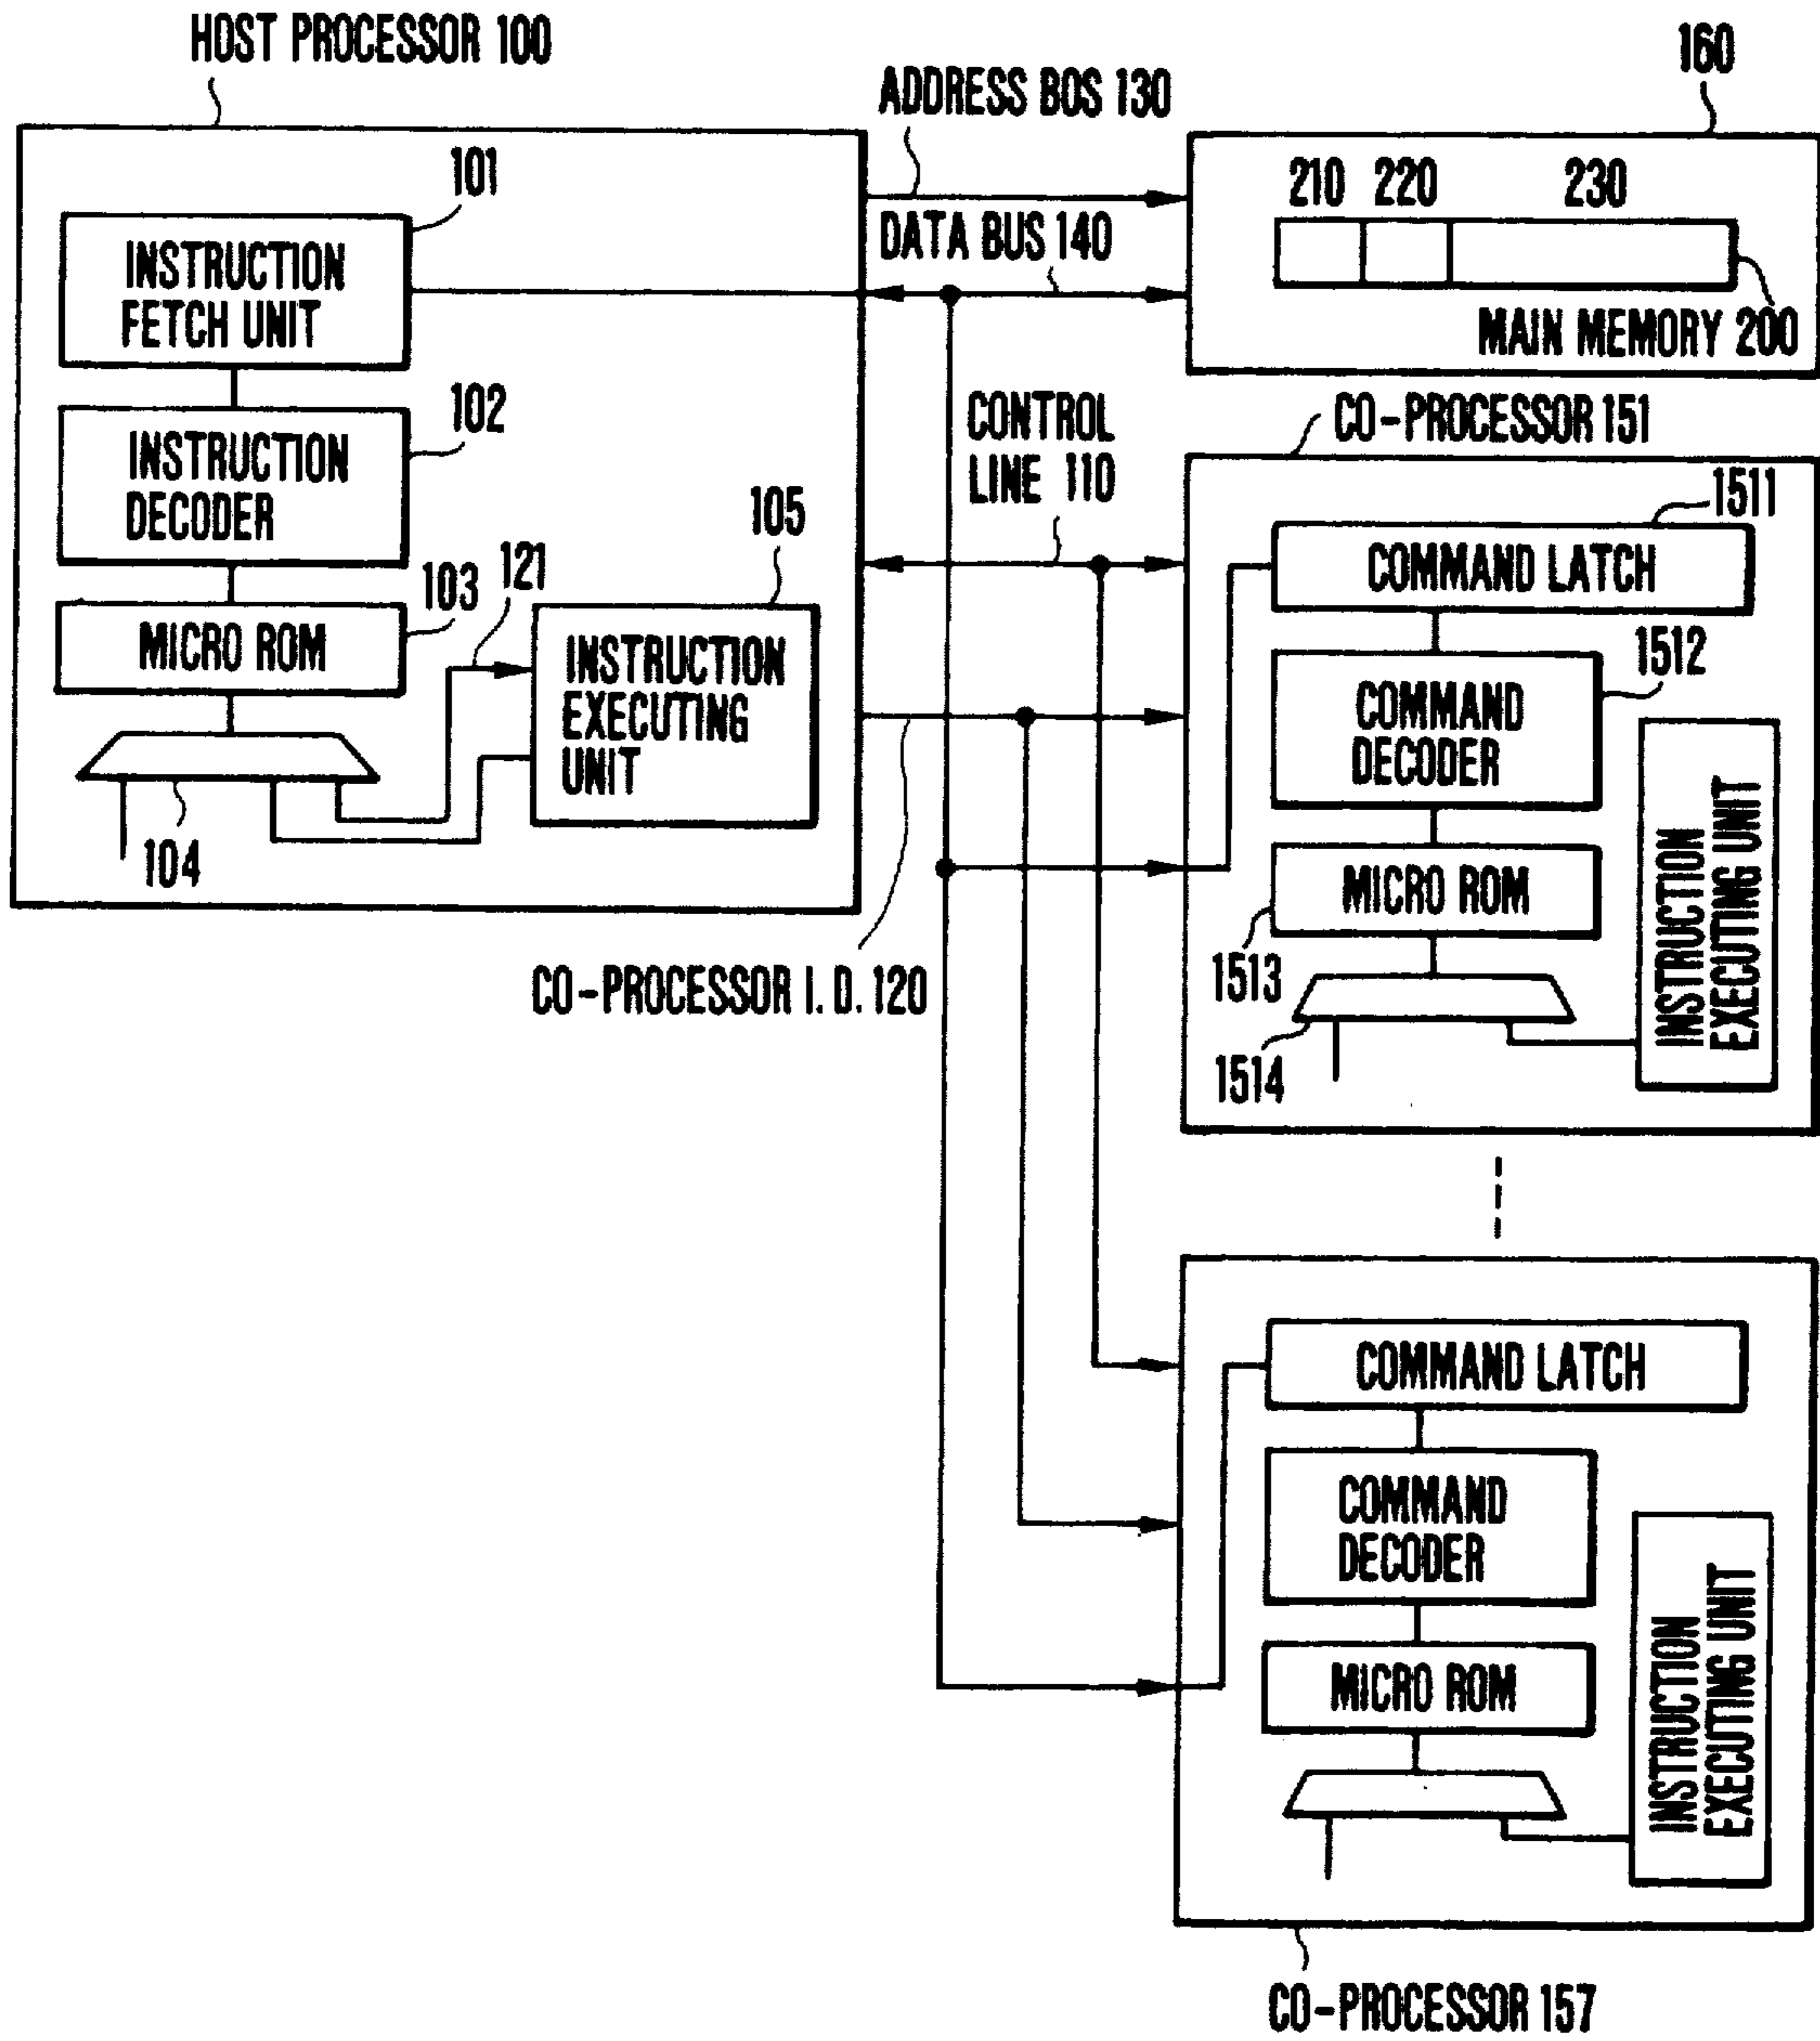 HOST PROCESSOR 100
ADDRESS BOS 130
160
101
INSTRUCTION
FETCH UNIT
DATA BUS 140
210 220 230
MAIN MEMORY 200
102
INSTRUCTION
DECODER
CONTROL
LINE 110
CO-PROCESSOR 151
105
121
103
MICRO ROM
INSTRUCTION
EXECUTING
UNIT
104
1511
COMMAND LATCH
1512
COMMAND
DECODER
MICRO ROM
1513
1514
INSTRUCTION
EXECUTING UNIT
CO-PROCESSOR I. D. 120
COMMAND LATCH
COMMAND
DECODER
MICRO ROM
INSTRUCTION
EXECUTING UNIT
CO-PROCESSOR 157